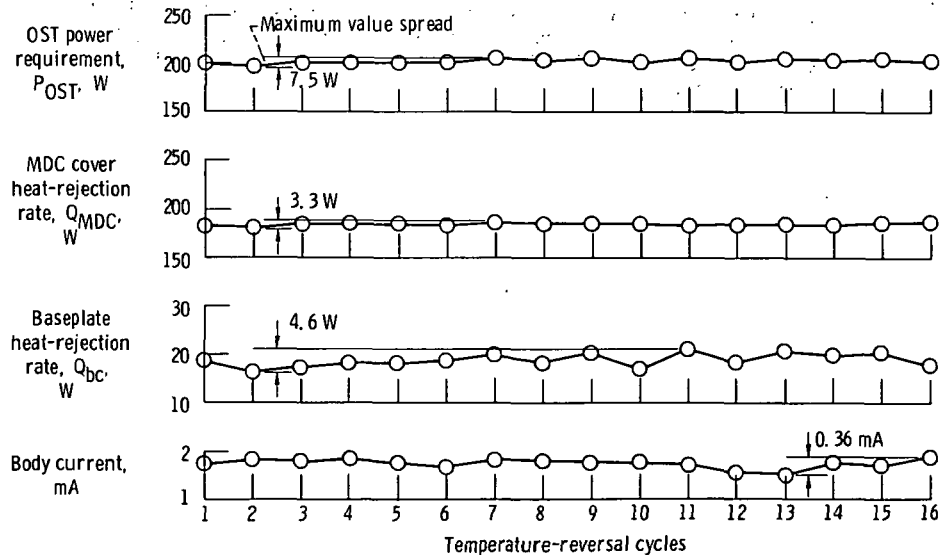 OST power
requirement,
P_OST, W
250
200
150
Maximum value spread
7.5 W
MDC cover
heat-rejection
rate, Q_MDC,
W
250
200
150
3.3 W
Baseplate
heat-rejection
rate, Q_bc,
W
30
20
10
4.6 W
Body current,
mA
2
1
0.36 mA
1 2 3 4 5 6 7 8 9 10 11 12 13 14 15 16
Temperature-reversal cycles